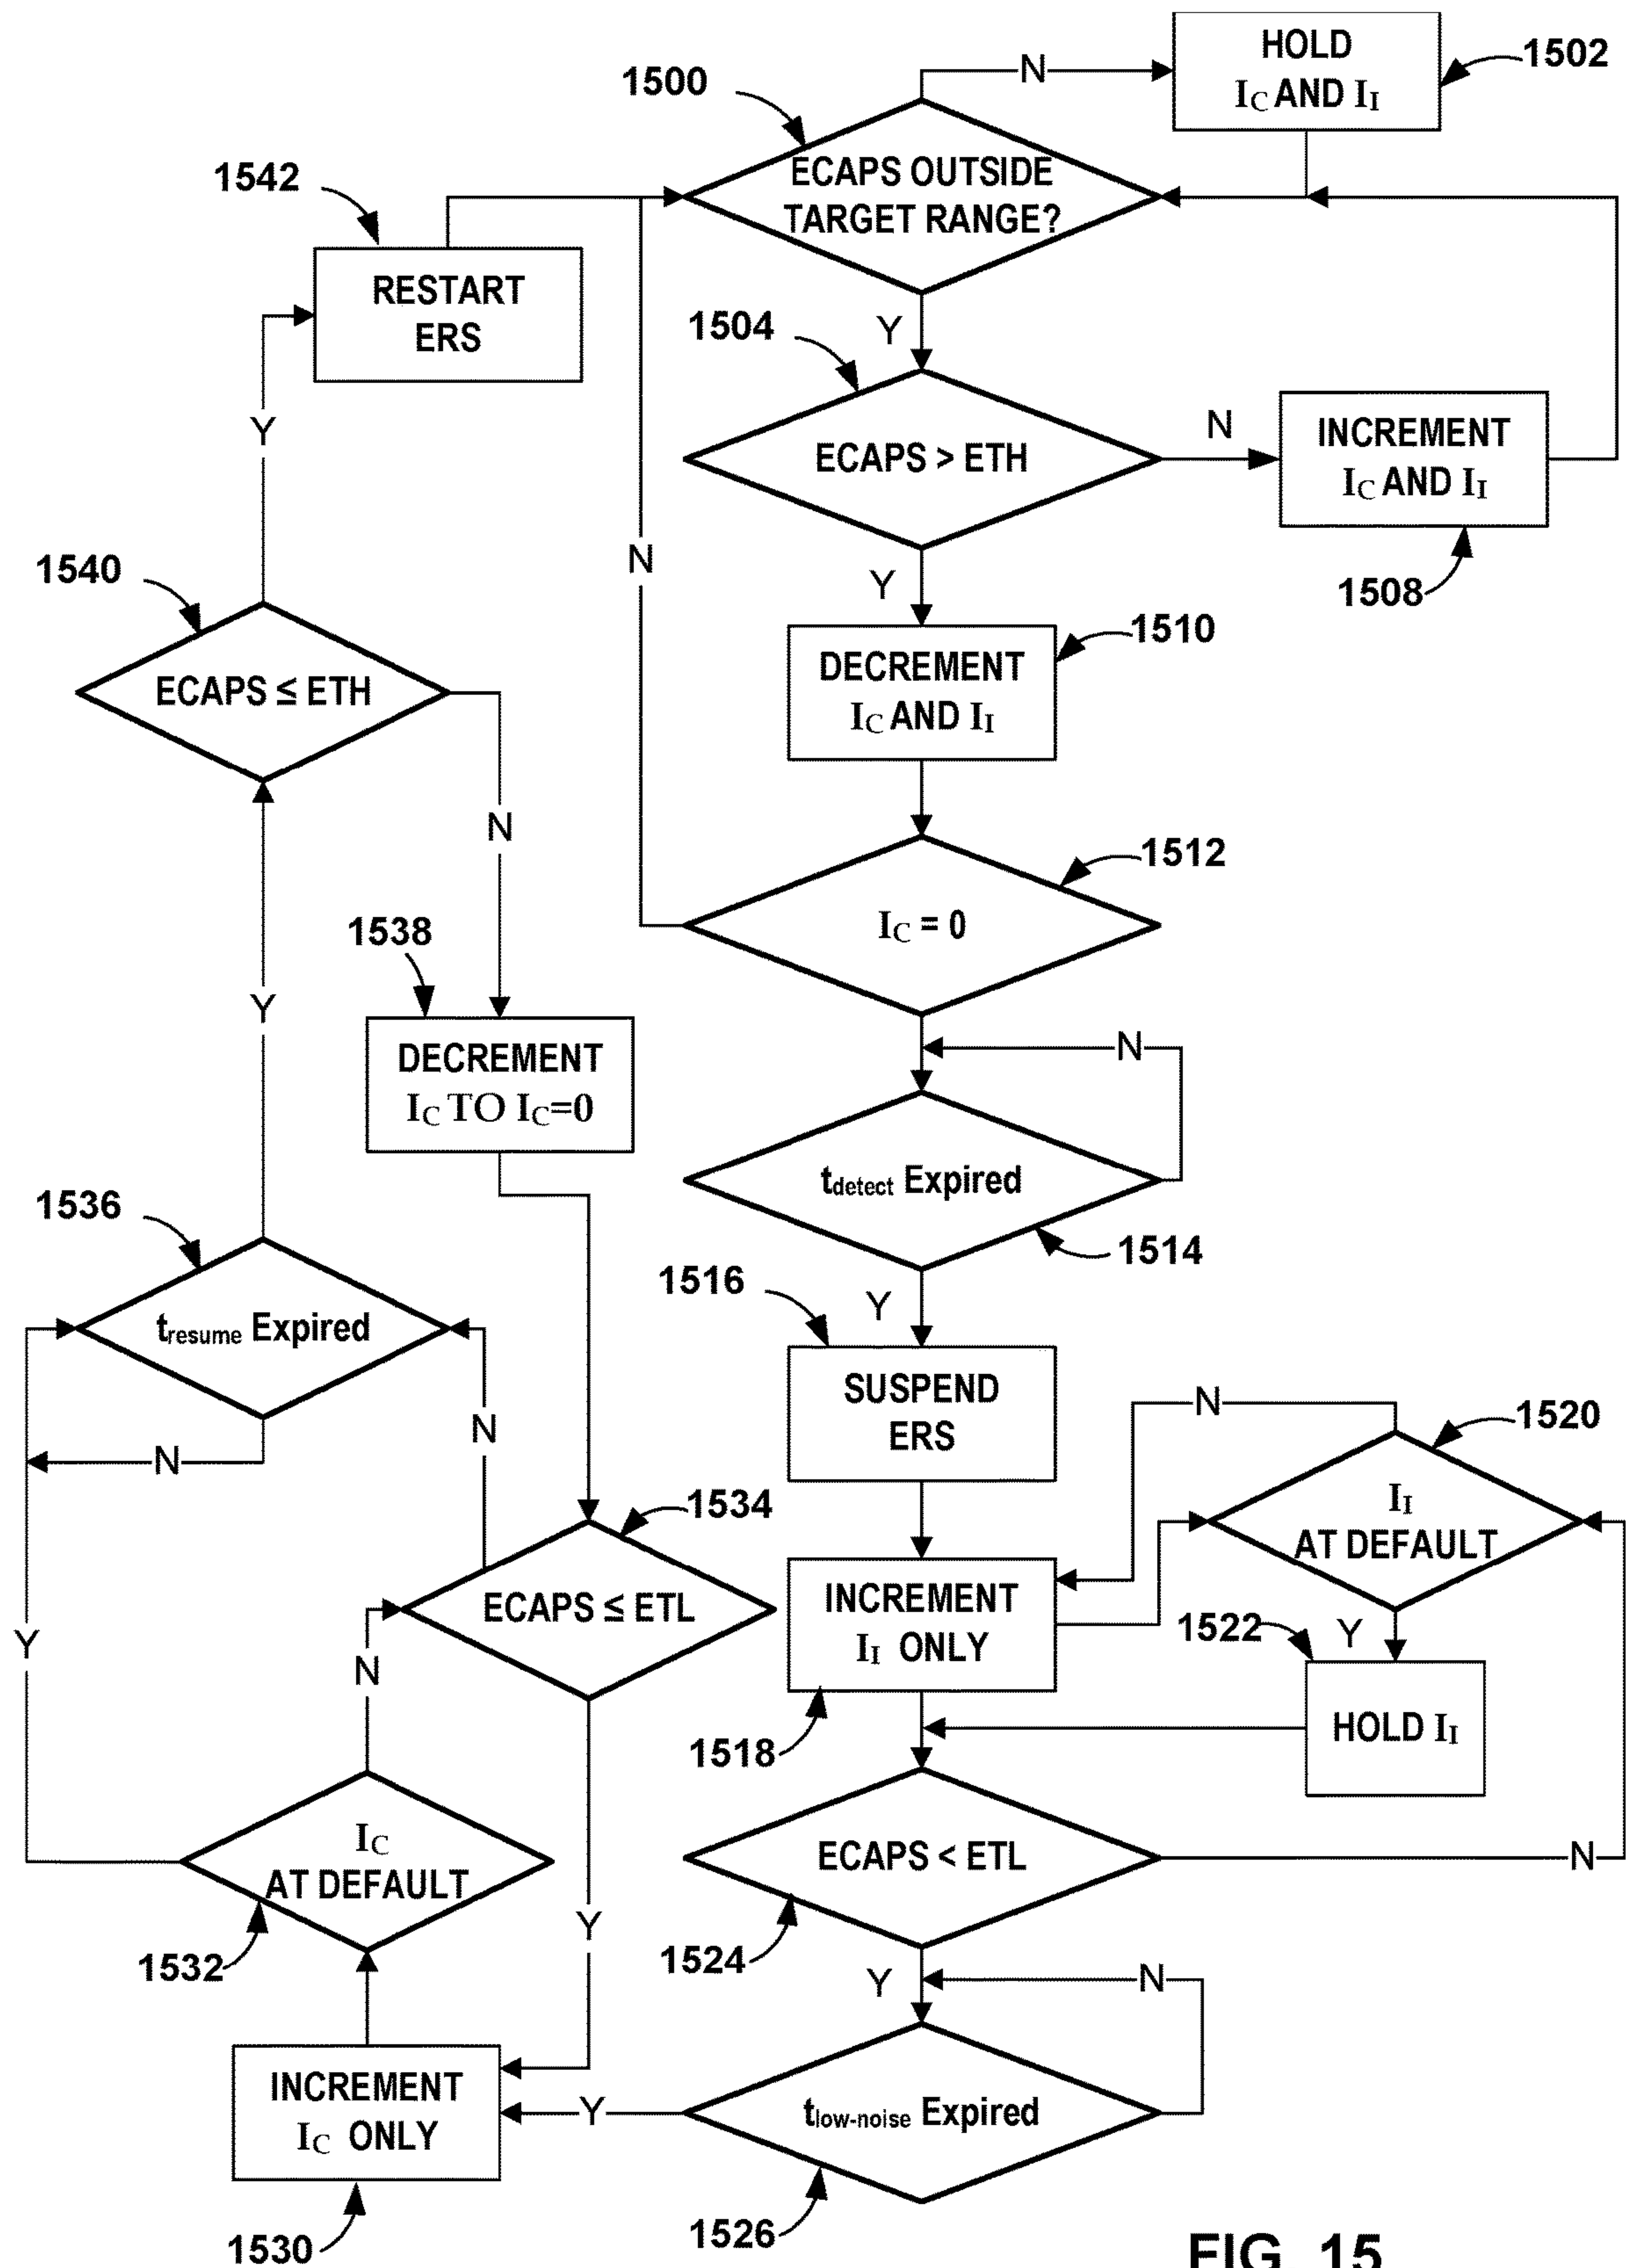 HOLD
IC AND II
1502
N
1500
ECAPS OUTSIDE
TARGET RANGE?
1542
RESTART
ERS
Y
1504
ECAPS > ETH
N
INCREMENT
IC AND II
1508
Y
N
Y
1510
DECREMENT
IC AND II
1540
ECAPS ≤ ETH
N
1512
IC = 0
1538
DECREMENT
IC TO IC=0
Y
N
tdetect Expired
1514
1536
tresume Expired
N
Y
1516
SUSPEND
ERS
N
N
1520
II
AT DEFAULT
1534
ECAPS ≤ ETL
INCREMENT
II ONLY
1518
Y
1522
HOLD II
Y
N
IC
AT DEFAULT
1532
Y
ECAPS < ETL
1524
N
Y
N
INCREMENT
IC ONLY
1530
Y
tlow-noise Expired
1526
FIG. 15